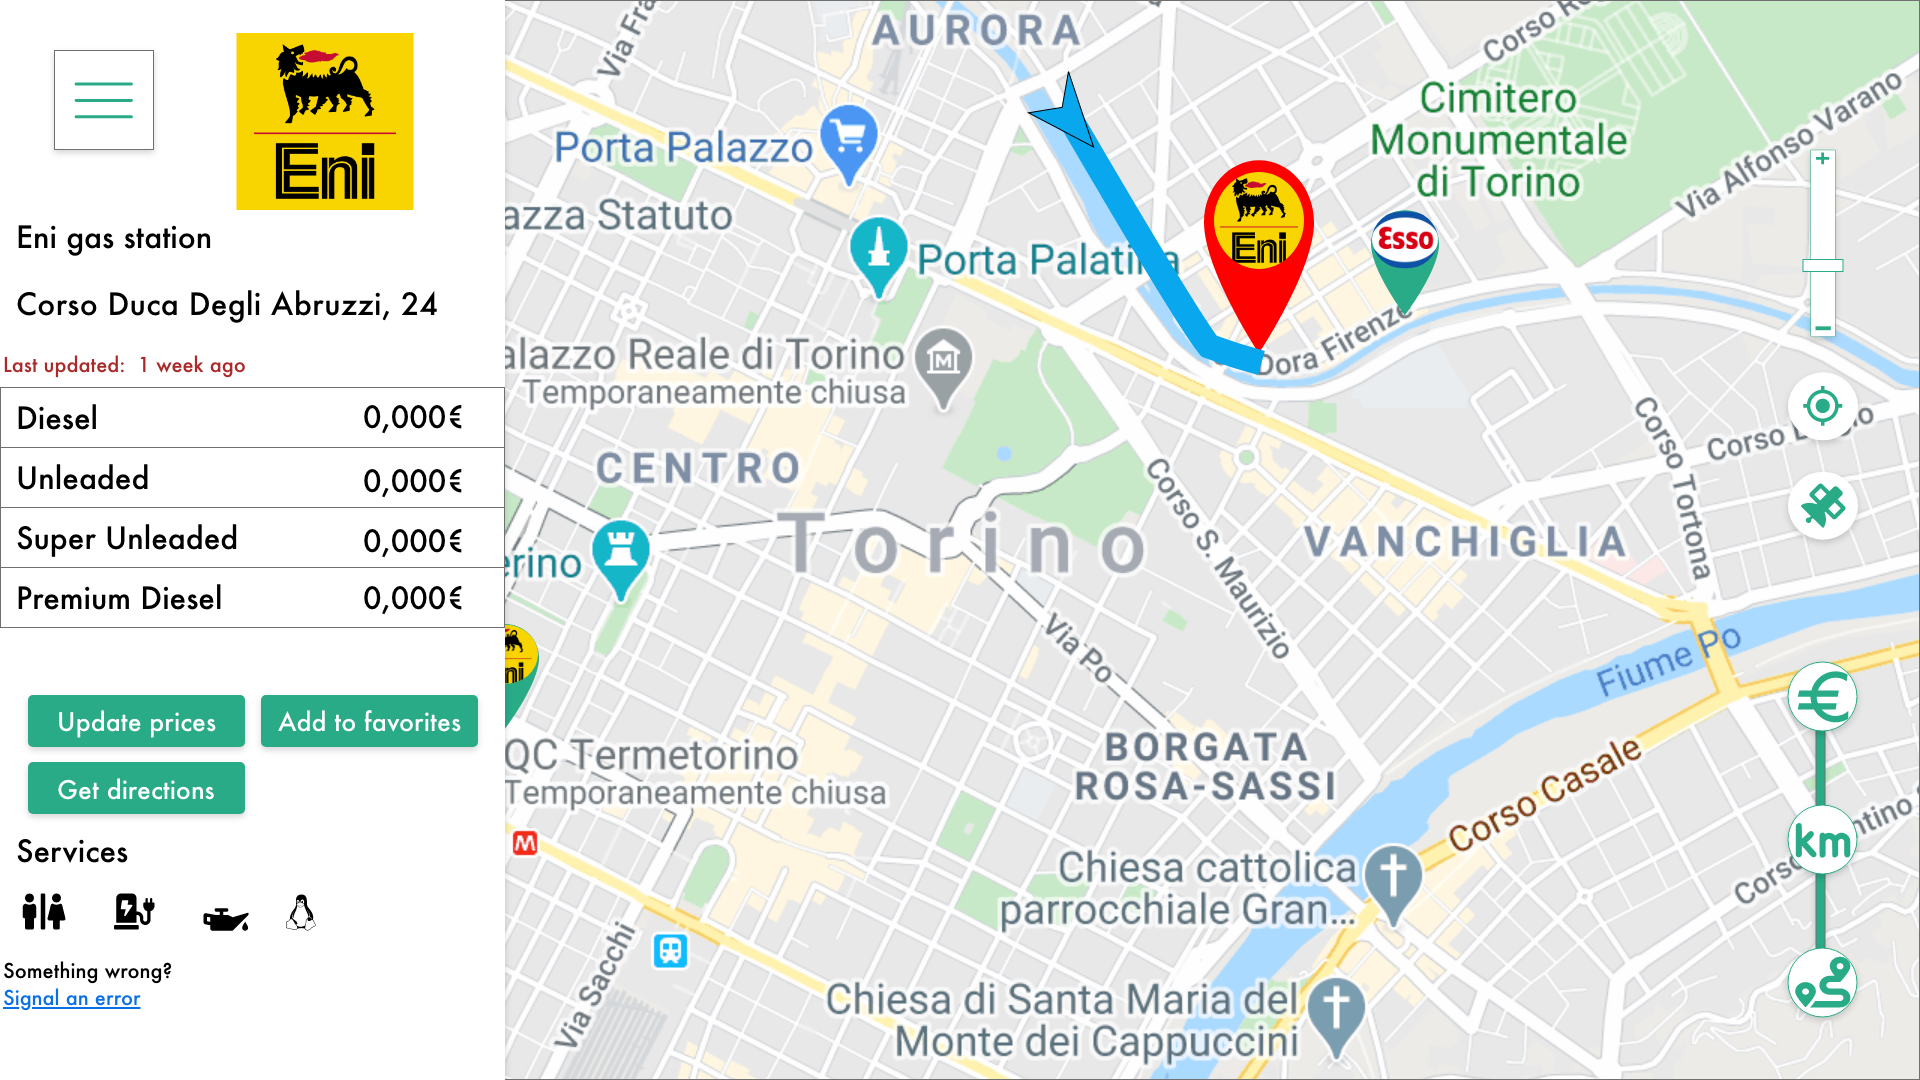 Eni
Eni gas station
Corso Duca Degli Abruzzi, 24
Last updated: 1 week ago
Diesel 0,000€
Unleaded 0,000€
Super Unleaded 0,000€
Premium Diesel 0,000€
Update prices
Add to favorites
Get directions
Services
Something wrong?
Signal an error
AURORA
Via Fra
Corso Ro
Porta Palazzo
Cimitero
Monumentale
di Torino
Via Alfonso Varano
azza Statuto
Porta Palatina
Eni
Esso
Dora Firenze
alazzo Reale di Torino
Temporaneamente chiusa
M
CENTRO
Corso
Corso Tortona
Corso S. Maurizio
VANCHIGLIA
Torino
erino
Via Po
Fiume Po
ni
QC Termetorino
Temporaneamente chiusa
BORGATA
ROSA-SASSI
Corso Casale
M
Chiesa cattolica
parrocchiale Gran...
Corso
ntino
Via Sacchi
Chiesa di Santa Maria del
Monte dei Cappuccini
+
−
€
km